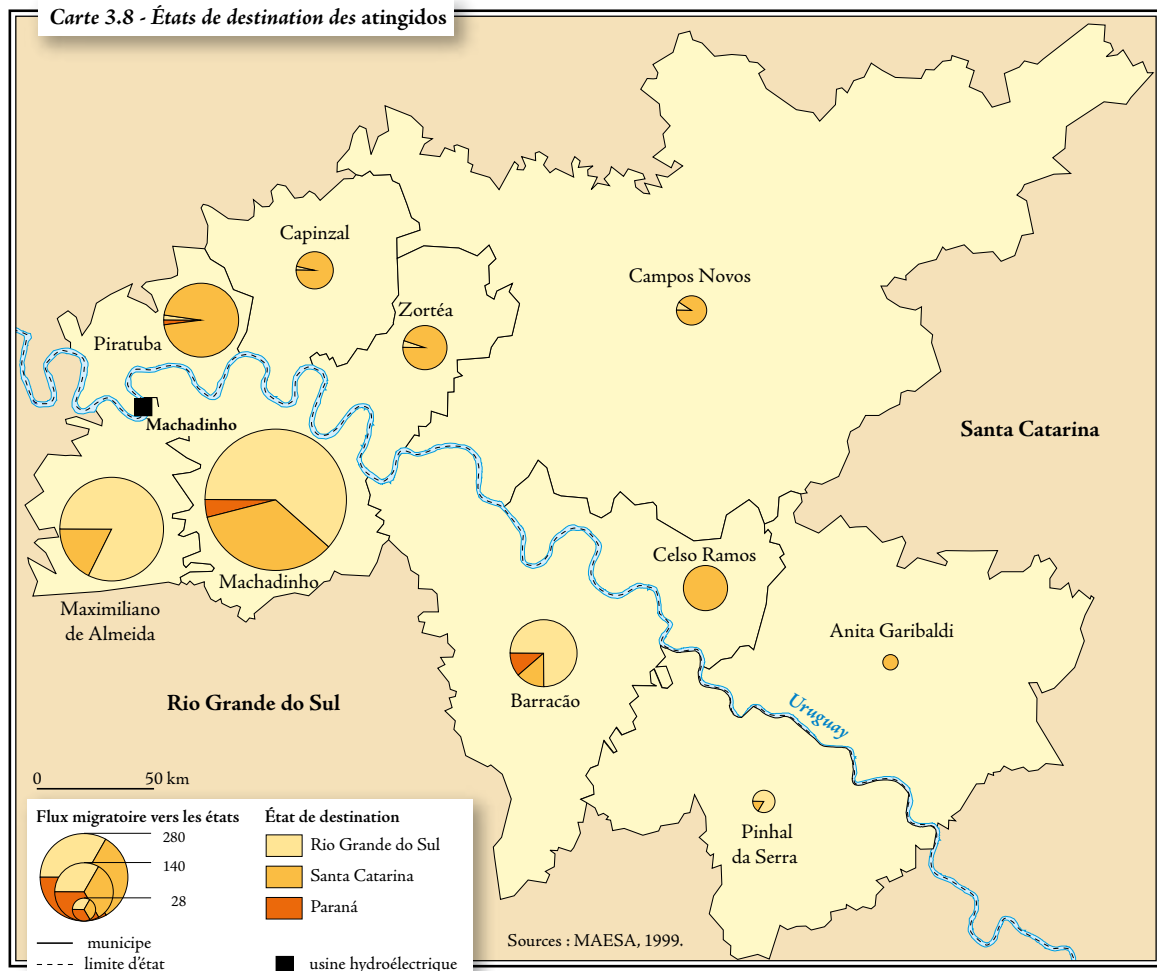 Carte 3.8 - États de destination des atingidos
Capinzal
Campos Novos
Zortéa
Piratuba
Machadinho
Santa Catarina
Machadinho
Celso Ramos
Maximiliano
de Almeida
Anita Garibaldi
Barracão
Rio Grande do Sul
Uruguay
0 50 km
Pinhal
da Serra
Flux migratoire vers les états
280
140
28
État de destination
Rio Grande do Sul
Santa Catarina
Paraná
municipe
limite d'état
usine hydroélectrique
Sources : MAESA, 1999.